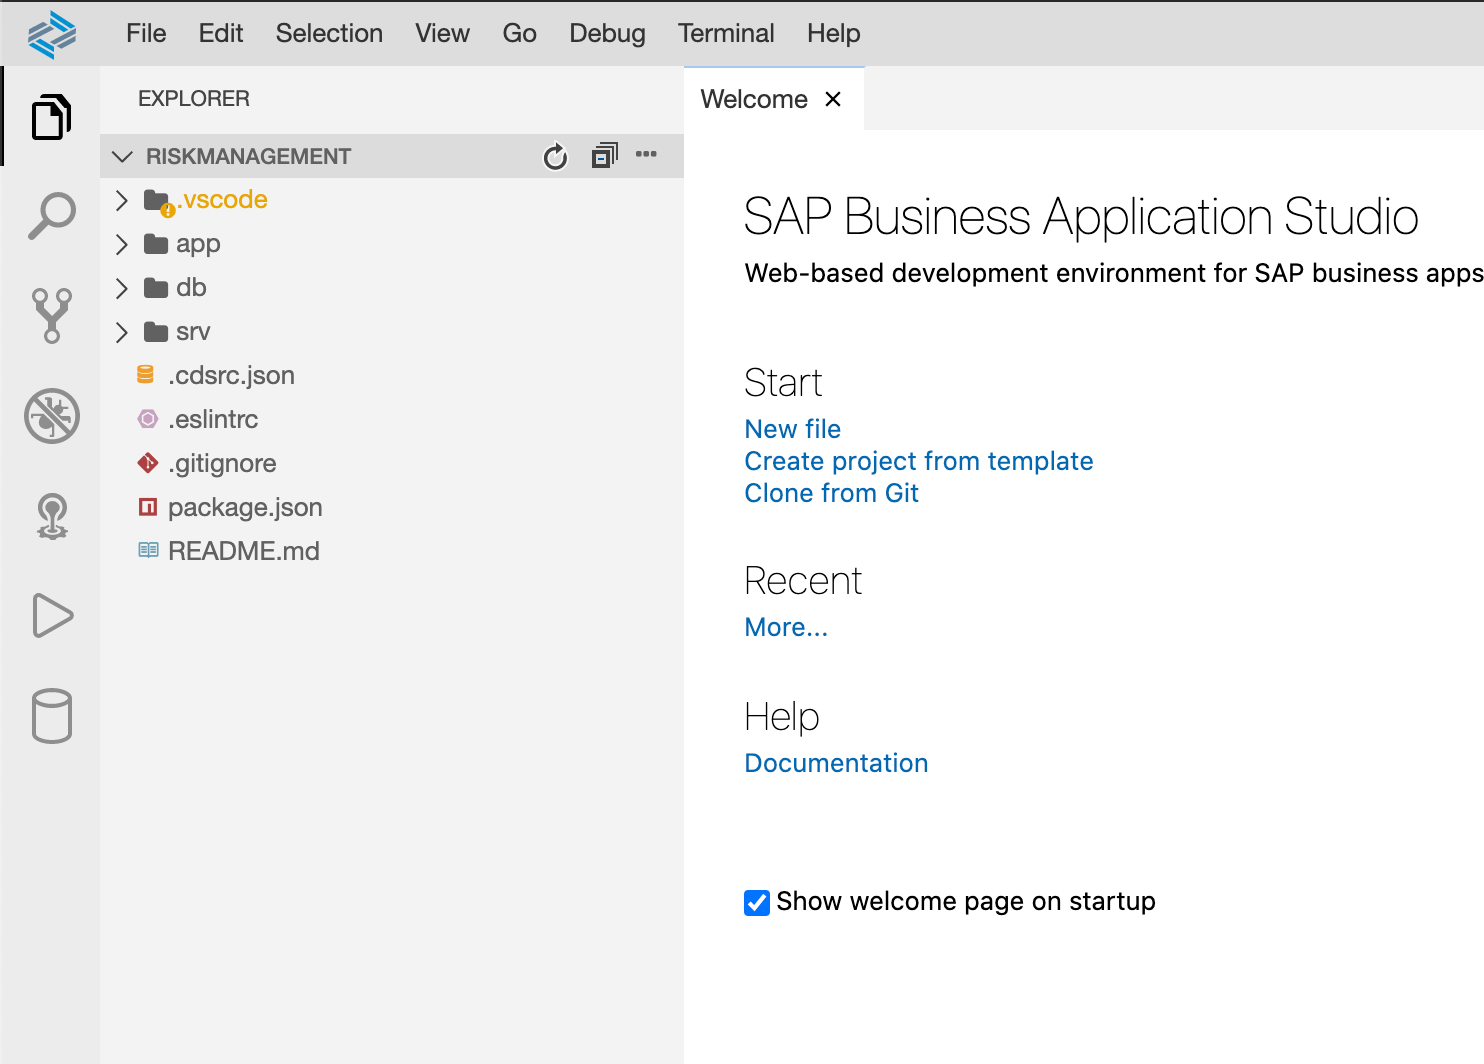 File Edit Selection View Go Debug Terminal Help
EXPLORER
RISKMANAGEMENT
.vscode
app
db
srv
.cdsrc.json
.eslintrc
.gitignore
package.json
README.md
Welcome
SAP Business Application Studio
Web-based development environment for SAP business apps
Start
New file
Create project from template
Clone from Git
Recent
More...
Help
Documentation
Show welcome page on startup